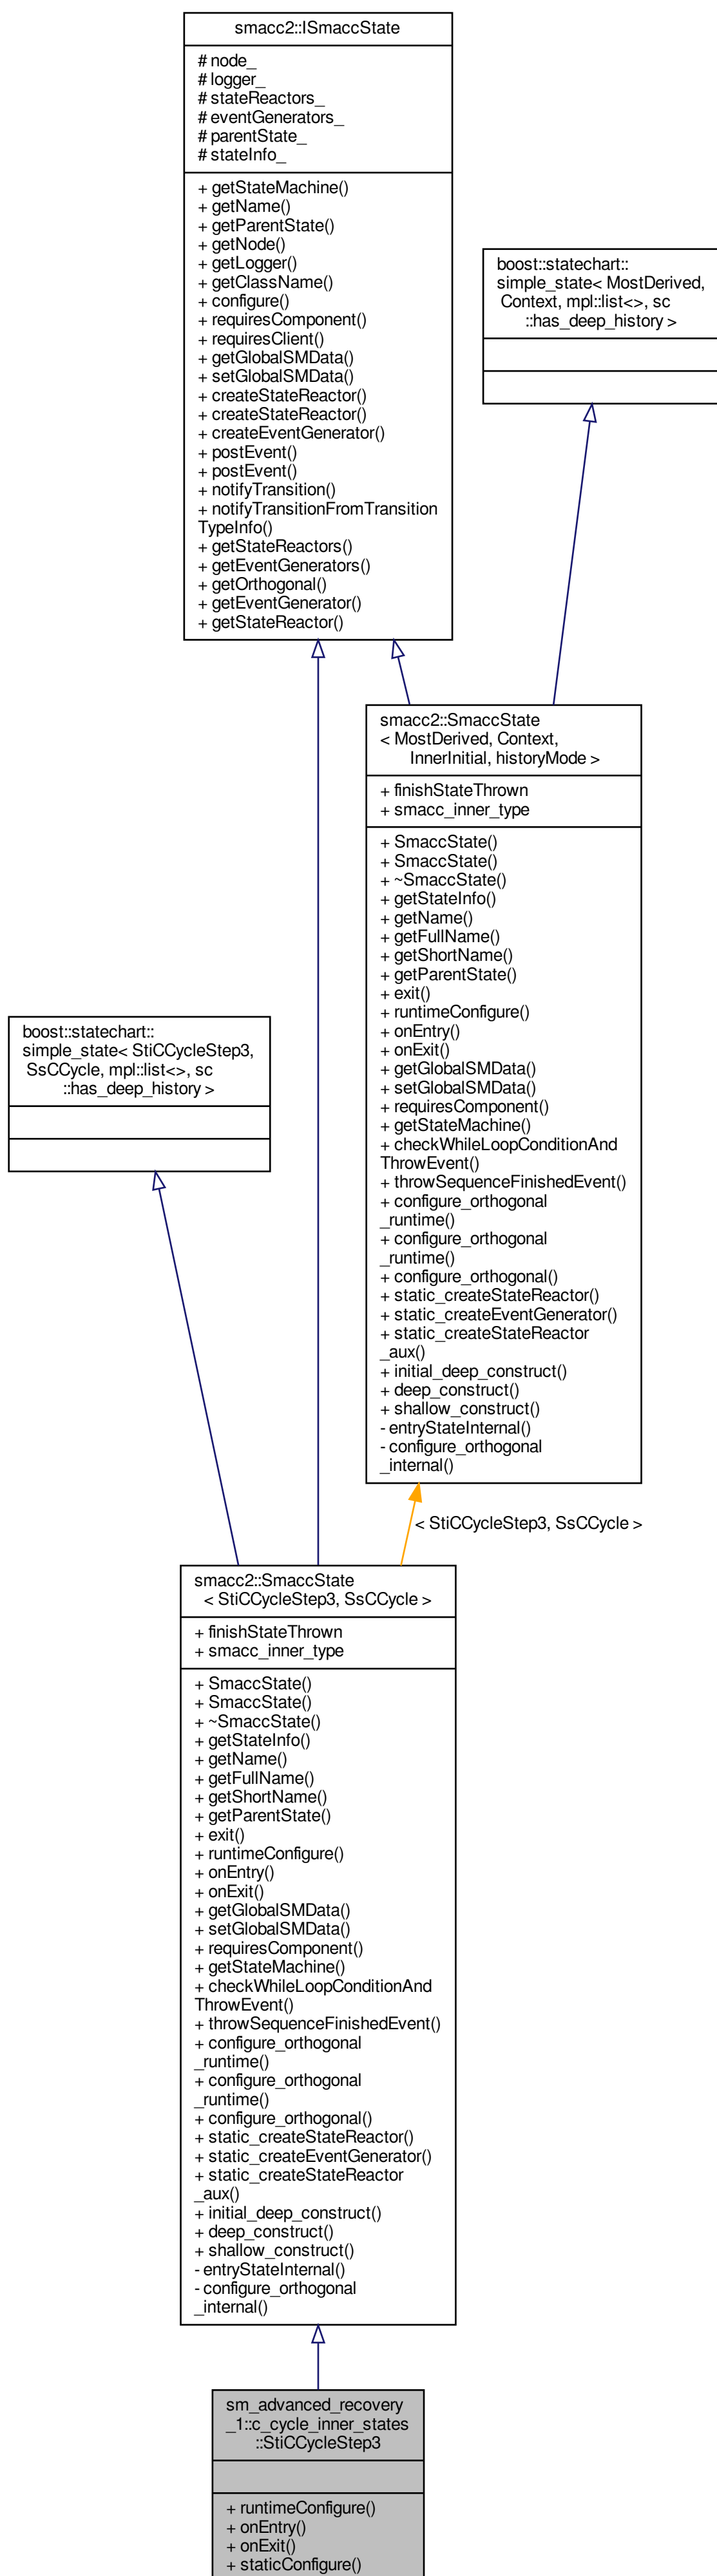 smacc2::ISmaccState
# node_
# logger_
# stateReactors_
# eventGenerators_
# parentState_
# stateInfo_
+ getStateMachine()
+ getName()
+ getParentState()
+ getNode()
+ getLogger()
+ getClassName()
+ configure()
+ requiresComponent()
+ requiresClient()
+ getGlobalSMData()
+ setGlobalSMData()
+ createStateReactor()
+ createStateReactor()
+ createEventGenerator()
+ postEvent()
+ postEvent()
+ notifyTransition()
+ notifyTransitionFromTransition
TypeInfo()
+ getStateReactors()
+ getEventGenerators()
+ getOrthogonal()
+ getEventGenerator()
+ getStateReactor()
boost::statechart::
simple_state< MostDerived,
Context, mpl::list<>, sc
::has_deep_history >
smacc2::SmaccState
< MostDerived, Context,
InnerInitial, historyMode >
+ finishStateThrown
+ smacc_inner_type
+ SmaccState()
+ SmaccState()
+ ~SmaccState()
+ getStateInfo()
+ getName()
+ getFullName()
+ getShortName()
+ getParentState()
+ exit()
+ runtimeConfigure()
+ onEntry()
+ onExit()
+ getGlobalSMData()
+ setGlobalSMData()
+ requiresComponent()
+ getStateMachine()
+ checkWhileLoopConditionAnd
ThrowEvent()
+ throwSequenceFinishedEvent()
+ configure_orthogonal
_runtime()
+ configure_orthogonal
_runtime()
+ configure_orthogonal()
+ static_createStateReactor()
+ static_createEventGenerator()
+ static_createStateReactor
_aux()
+ initial_deep_construct()
+ deep_construct()
+ shallow_construct()
- entryStateInternal()
- configure_orthogonal
_internal()
boost::statechart::
simple_state< StiCCycleStep3,
SsCCycle, mpl::list<>, sc
::has_deep_history >
< StiCCycleStep3, SsCCycle >
smacc2::SmaccState
< StiCCycleStep3, SsCCycle >
+ finishStateThrown
+ smacc_inner_type
+ SmaccState()
+ SmaccState()
+ ~SmaccState()
+ getStateInfo()
+ getName()
+ getFullName()
+ getShortName()
+ getParentState()
+ exit()
+ runtimeConfigure()
+ onEntry()
+ onExit()
+ getGlobalSMData()
+ setGlobalSMData()
+ requiresComponent()
+ getStateMachine()
+ checkWhileLoopConditionAnd
ThrowEvent()
+ throwSequenceFinishedEvent()
+ configure_orthogonal
_runtime()
+ configure_orthogonal
_runtime()
+ configure_orthogonal()
+ static_createStateReactor()
+ static_createEventGenerator()
+ static_createStateReactor
_aux()
+ initial_deep_construct()
+ deep_construct()
+ shallow_construct()
- entryStateInternal()
- configure_orthogonal
_internal()
sm_advanced_recovery
_1::c_cycle_inner_states
::StiCCycleStep3
+ runtimeConfigure()
+ onEntry()
+ onExit()
+ staticConfigure()